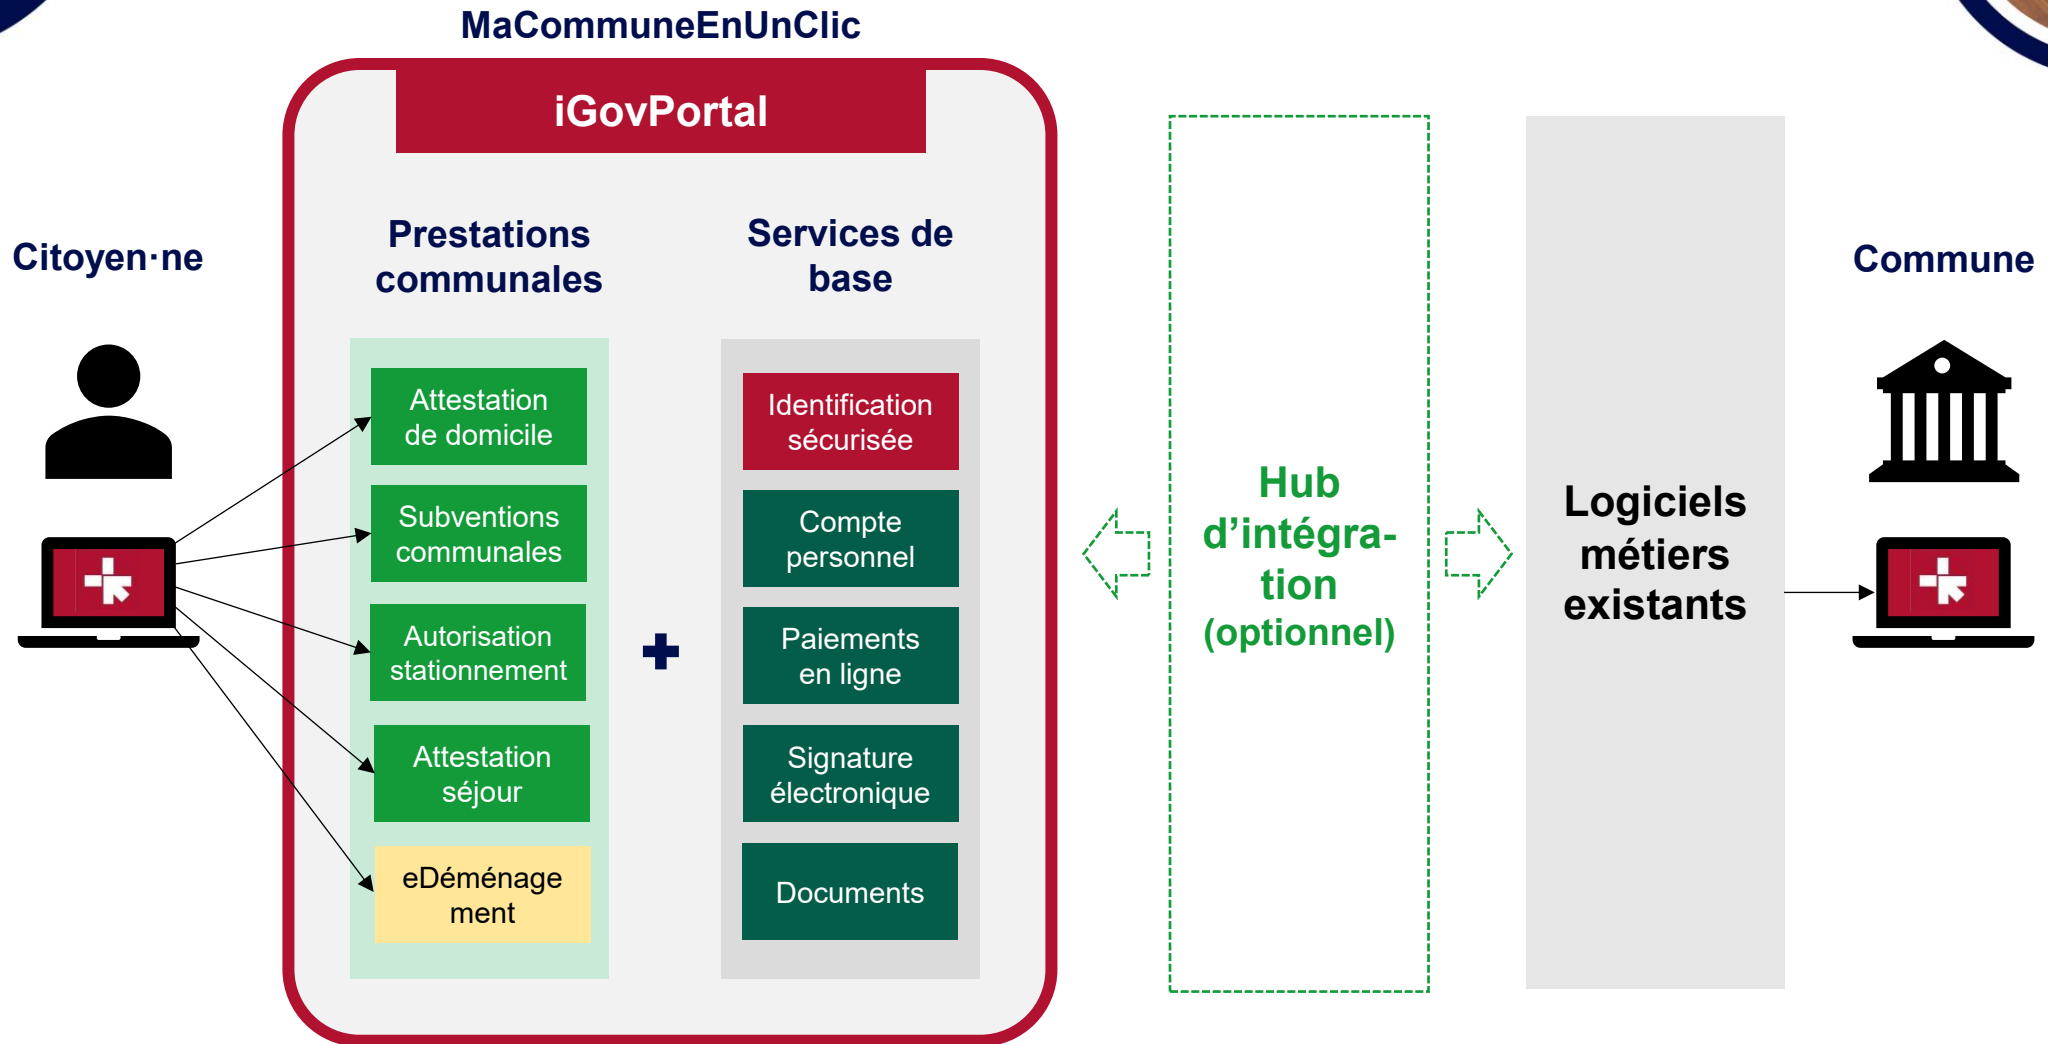 MaCommuneEnUnClic
iGovPortal
Citoyen·ne
Prestations
communales
Attestation
de domicile
Subventions
communales
Autorisation
stationnement
Attestation
séjour
eDéménage
ment
Services de
base
Identification
sécurisée
Compte
personnel
Paiements
en ligne
Signature
électronique
Documents
Hub
d’intégra-
tion
(optionnel)
Logiciels
métiers
existants
Commune